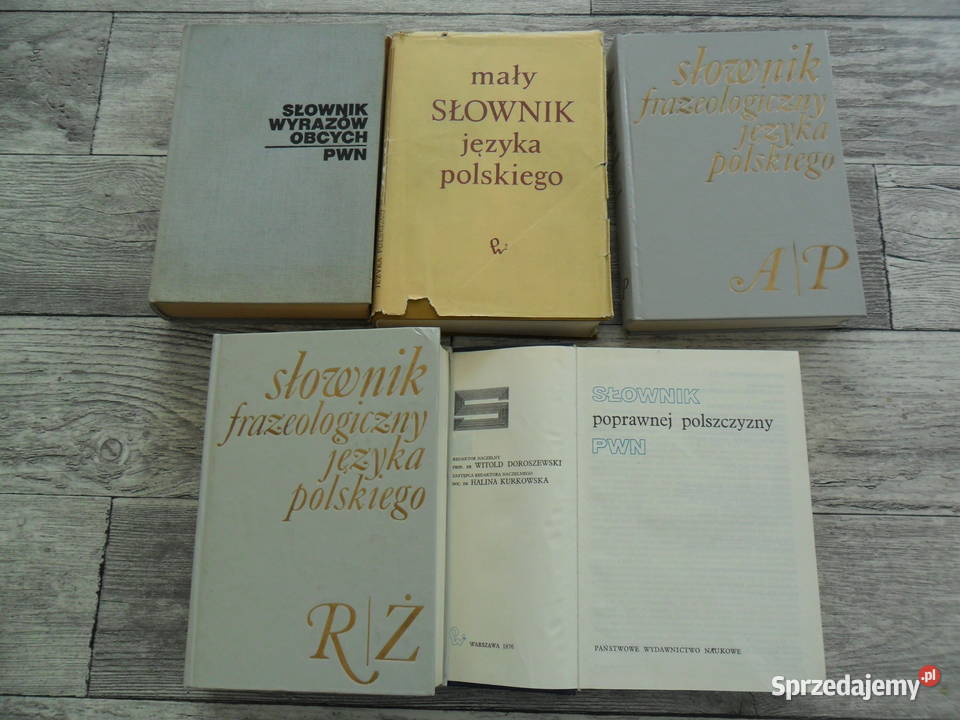 SŁOWNIK
WYRAZÓW
OBCYCH
PWN
mały
SŁOWNIK
języka
polskiego
słownik
frazeologiczny
języka
polskiego
A|P
słownik
frazeologiczny
języka
polskiego
R|Ż
REDAKTOR NACZELNY
PROF. DR WITOLD DOROSZEWSKI
ZASTĘPCA REDAKTORA NACZELNEGO
DOC. DR HALINA KURKOWSKA
WARSZAWA 1976
SŁOWNIK
poprawnej polszczyzny
PWN
PAŃSTWOWE WYDAWNICTWO NAUKOWE
Sprzedajemy.pl